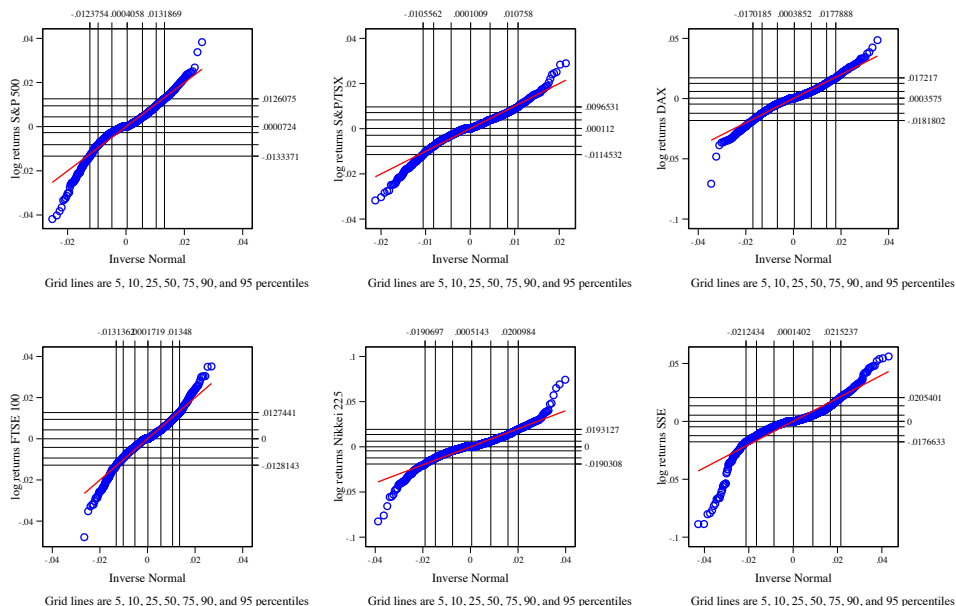 -.0123754 .0004058 .0131869
.04
.02
0
.02
-.04
log returns S&P 500
.0126075
.0000724
-.0133371
-.04 -.02 0 .02 .04
Inverse Normal
Grid lines are 5, 10, 25, 50, 75, 90, and 95 percentiles
-.0105562 .0001009 .010758
.04
.02
0
.02
-.04
log returns S&P/TSX
.0096531
.000112
-.0114532
-.02 -.01 0 .01 .02
Inverse Normal
Grid lines are 5, 10, 25, 50, 75, 90, and 95 percentiles
-.0170185 .0003852 .0177888
.05
0
0.05
-.1
log returns DAX
.017217
.0003575
-.0181802
-.04 -.02 0 .02 .04
Inverse Normal
Grid lines are 5, 10, 25, 50, 75, 90, and 95 percentiles
-.0131362 .0001719 .01348
.04
.02
0
.02
-.04
log returns FTSE 100
.0127441
0
-.0128143
-.04 -.02 0 .02 .04
Inverse Normal
Grid lines are 5, 10, 25, 50, 75, 90, and 95 percentiles
-.0190697 .0005143 .0200984
.1
.05
0
0.05
-.1
log returns Nikkei 225
.0193127
0
-.0190308
-.04 -.02 0 .02 .04
Inverse Normal
Grid lines are 5, 10, 25, 50, 75, 90, and 95 percentiles
-.0212434 .0001402 .0215237
.05
0
0.05
-.1
log returns SSE
.0205401
0
-.0176633
-.04 -.02 0 .02 .04
Inverse Normal
Grid lines are 5, 10, 25, 50, 75, 90, and 95 percentiles